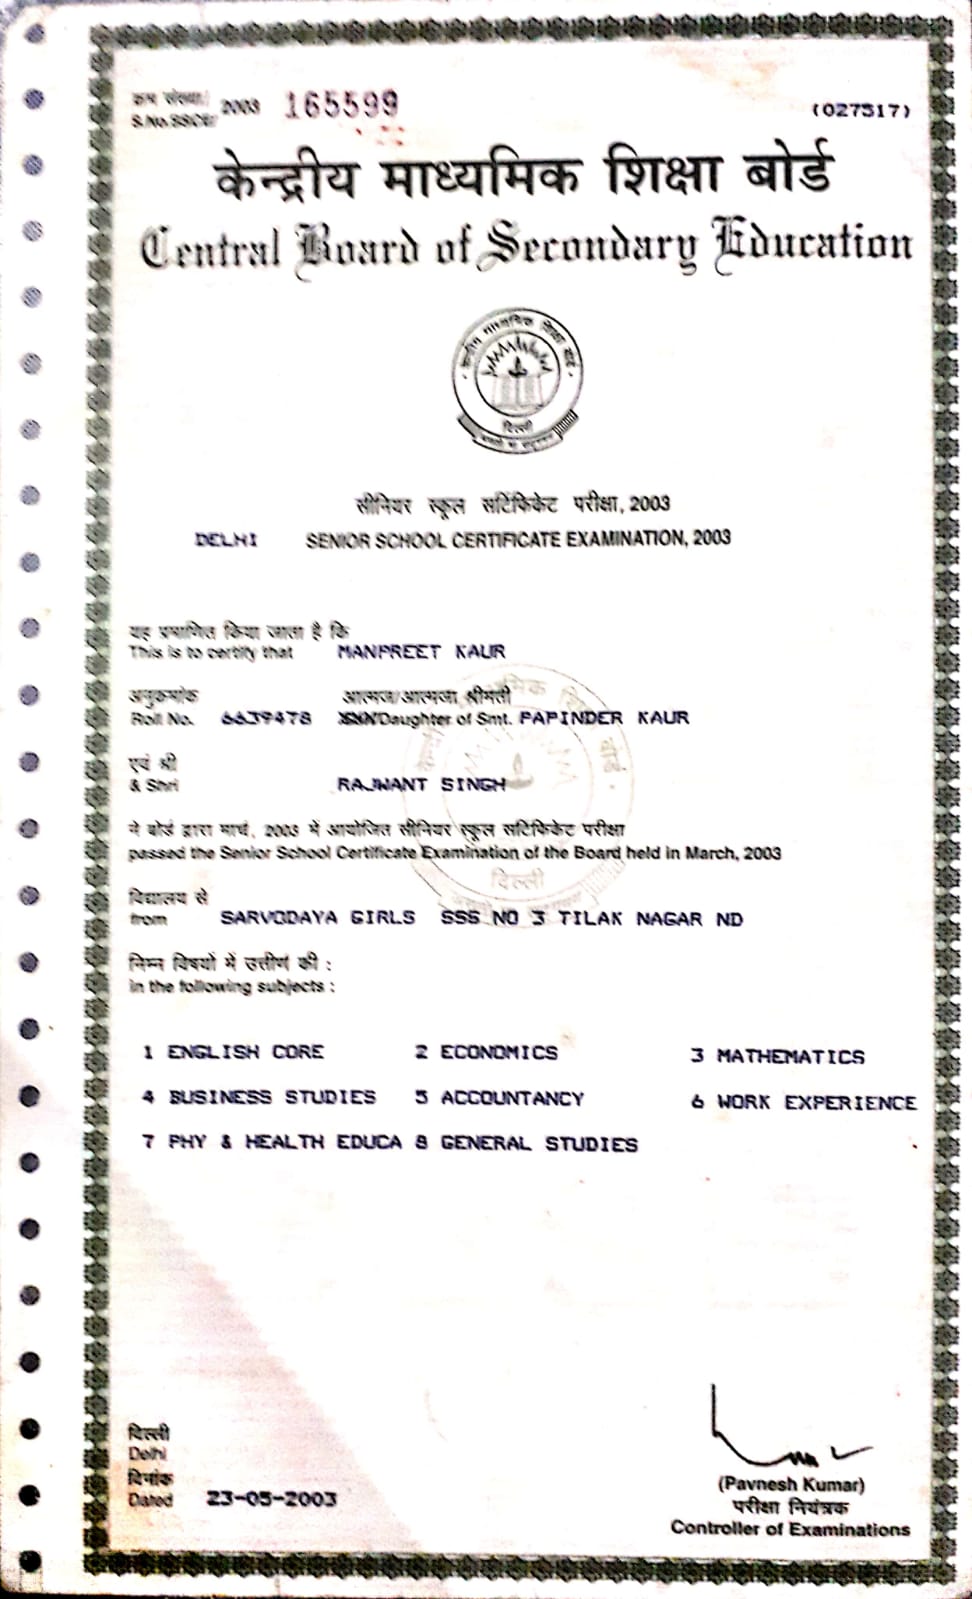 क्रम संख्या/
S.No.SSCE/ 2003 165599 (027517)
केन्द्रीय माध्यमिक शिक्षा बोर्ड
Central Board of Secondary Education
केन्द्रीय माध्यमिक शिक्षा बोर्ड
दिल्ली
सीनियर स्कूल सर्टिफिकेट परीक्षा, 2003
DELHI SENIOR SCHOOL CERTIFICATE EXAMINATION, 2003
यह प्रमाणित किया जाता है कि
This is to certify that MANPREET KAUR
अनुक्रमांक आत्मज/आत्मजा श्रीमती
Roll No. 6639478 Daughter of Smt. PAPINDER KAUR
एवं श्री
& Shri RAJWANT SINGH
ने बोर्ड द्वारा मार्च, 2003 में आयोजित सीनियर स्कूल सर्टिफिकेट परीक्षा
passed the Senior School Certificate Examination of the Board held in March, 2003
दिल्ली
विद्यालय से
from SARVODAYA GIRLS SSS NO 3 TILAK NAGAR ND
निम्न विषयों में उत्तीर्ण की :
in the following subjects :
1 ENGLISH CORE 2 ECONOMICS 3 MATHEMATICS
4 BUSINESS STUDIES 5 ACCOUNTANCY 6 WORK EXPERIENCE
7 PHY & HEALTH EDUCA 8 GENERAL STUDIES
दिल्ली
Delhi
दिनांक
Dated 23-05-2003
(Pavnesh Kumar)
परीक्षा नियंत्रक
Controller of Examinations